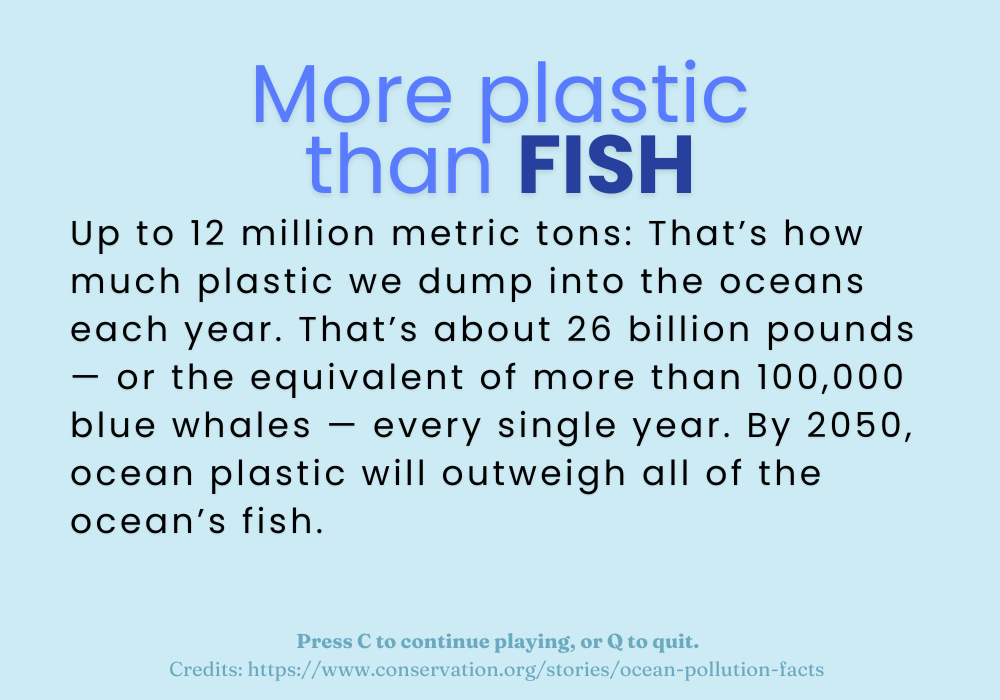 More plastic
than FISH
Up to 12 million metric tons: That’s how
much plastic we dump into the oceans
each year. That’s about 26 billion pounds
— or the equivalent of more than 100,000
blue whales — every single year. By 2050,
ocean plastic will outweigh all of the
ocean’s fish.
Press C to continue playing, or Q to quit.
Credits: https://www.conservation.org/stories/ocean-pollution-facts